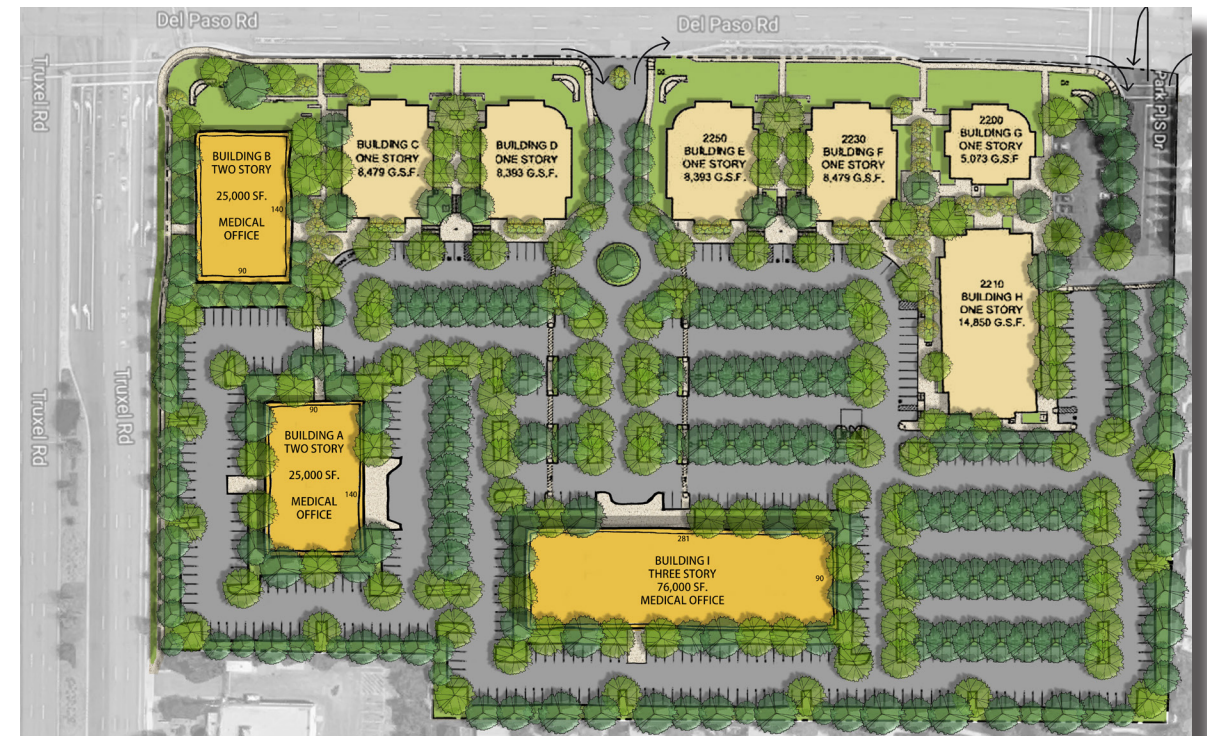 Del Paso Rd
Del Paso Rd
Truxel Rd
Park Pl S Dr
BUILDING B
TWO STORY
25,000 SF.
140
MEDICAL
OFFICE
90
BUILDING C
ONE STORY
8,479 G.S.F.
BUILDING D
ONE STORY
8,393 G.S.F.
2250
BUILDING E
ONE STORY
8,393 G.S.F.
2230
BUILDING F
ONE STORY
8,479 G.S.F.
2200
BUILDING G
ONE STORY
5,073 G.S.F
2210
BUILDING H
ONE STORY
14,850 G.S.F.
Truxel Rd
Truxel Rd
90
BUILDING A
TWO STORY
25,000 SF.
140
MEDICAL
OFFICE
281
BUILDING I
THREE STORY
76,000 SF.
MEDICAL OFFICE
90